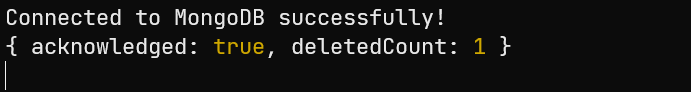 Connected to MongoDB successfully!
{ acknowledged: true, deletedCount: 1 }